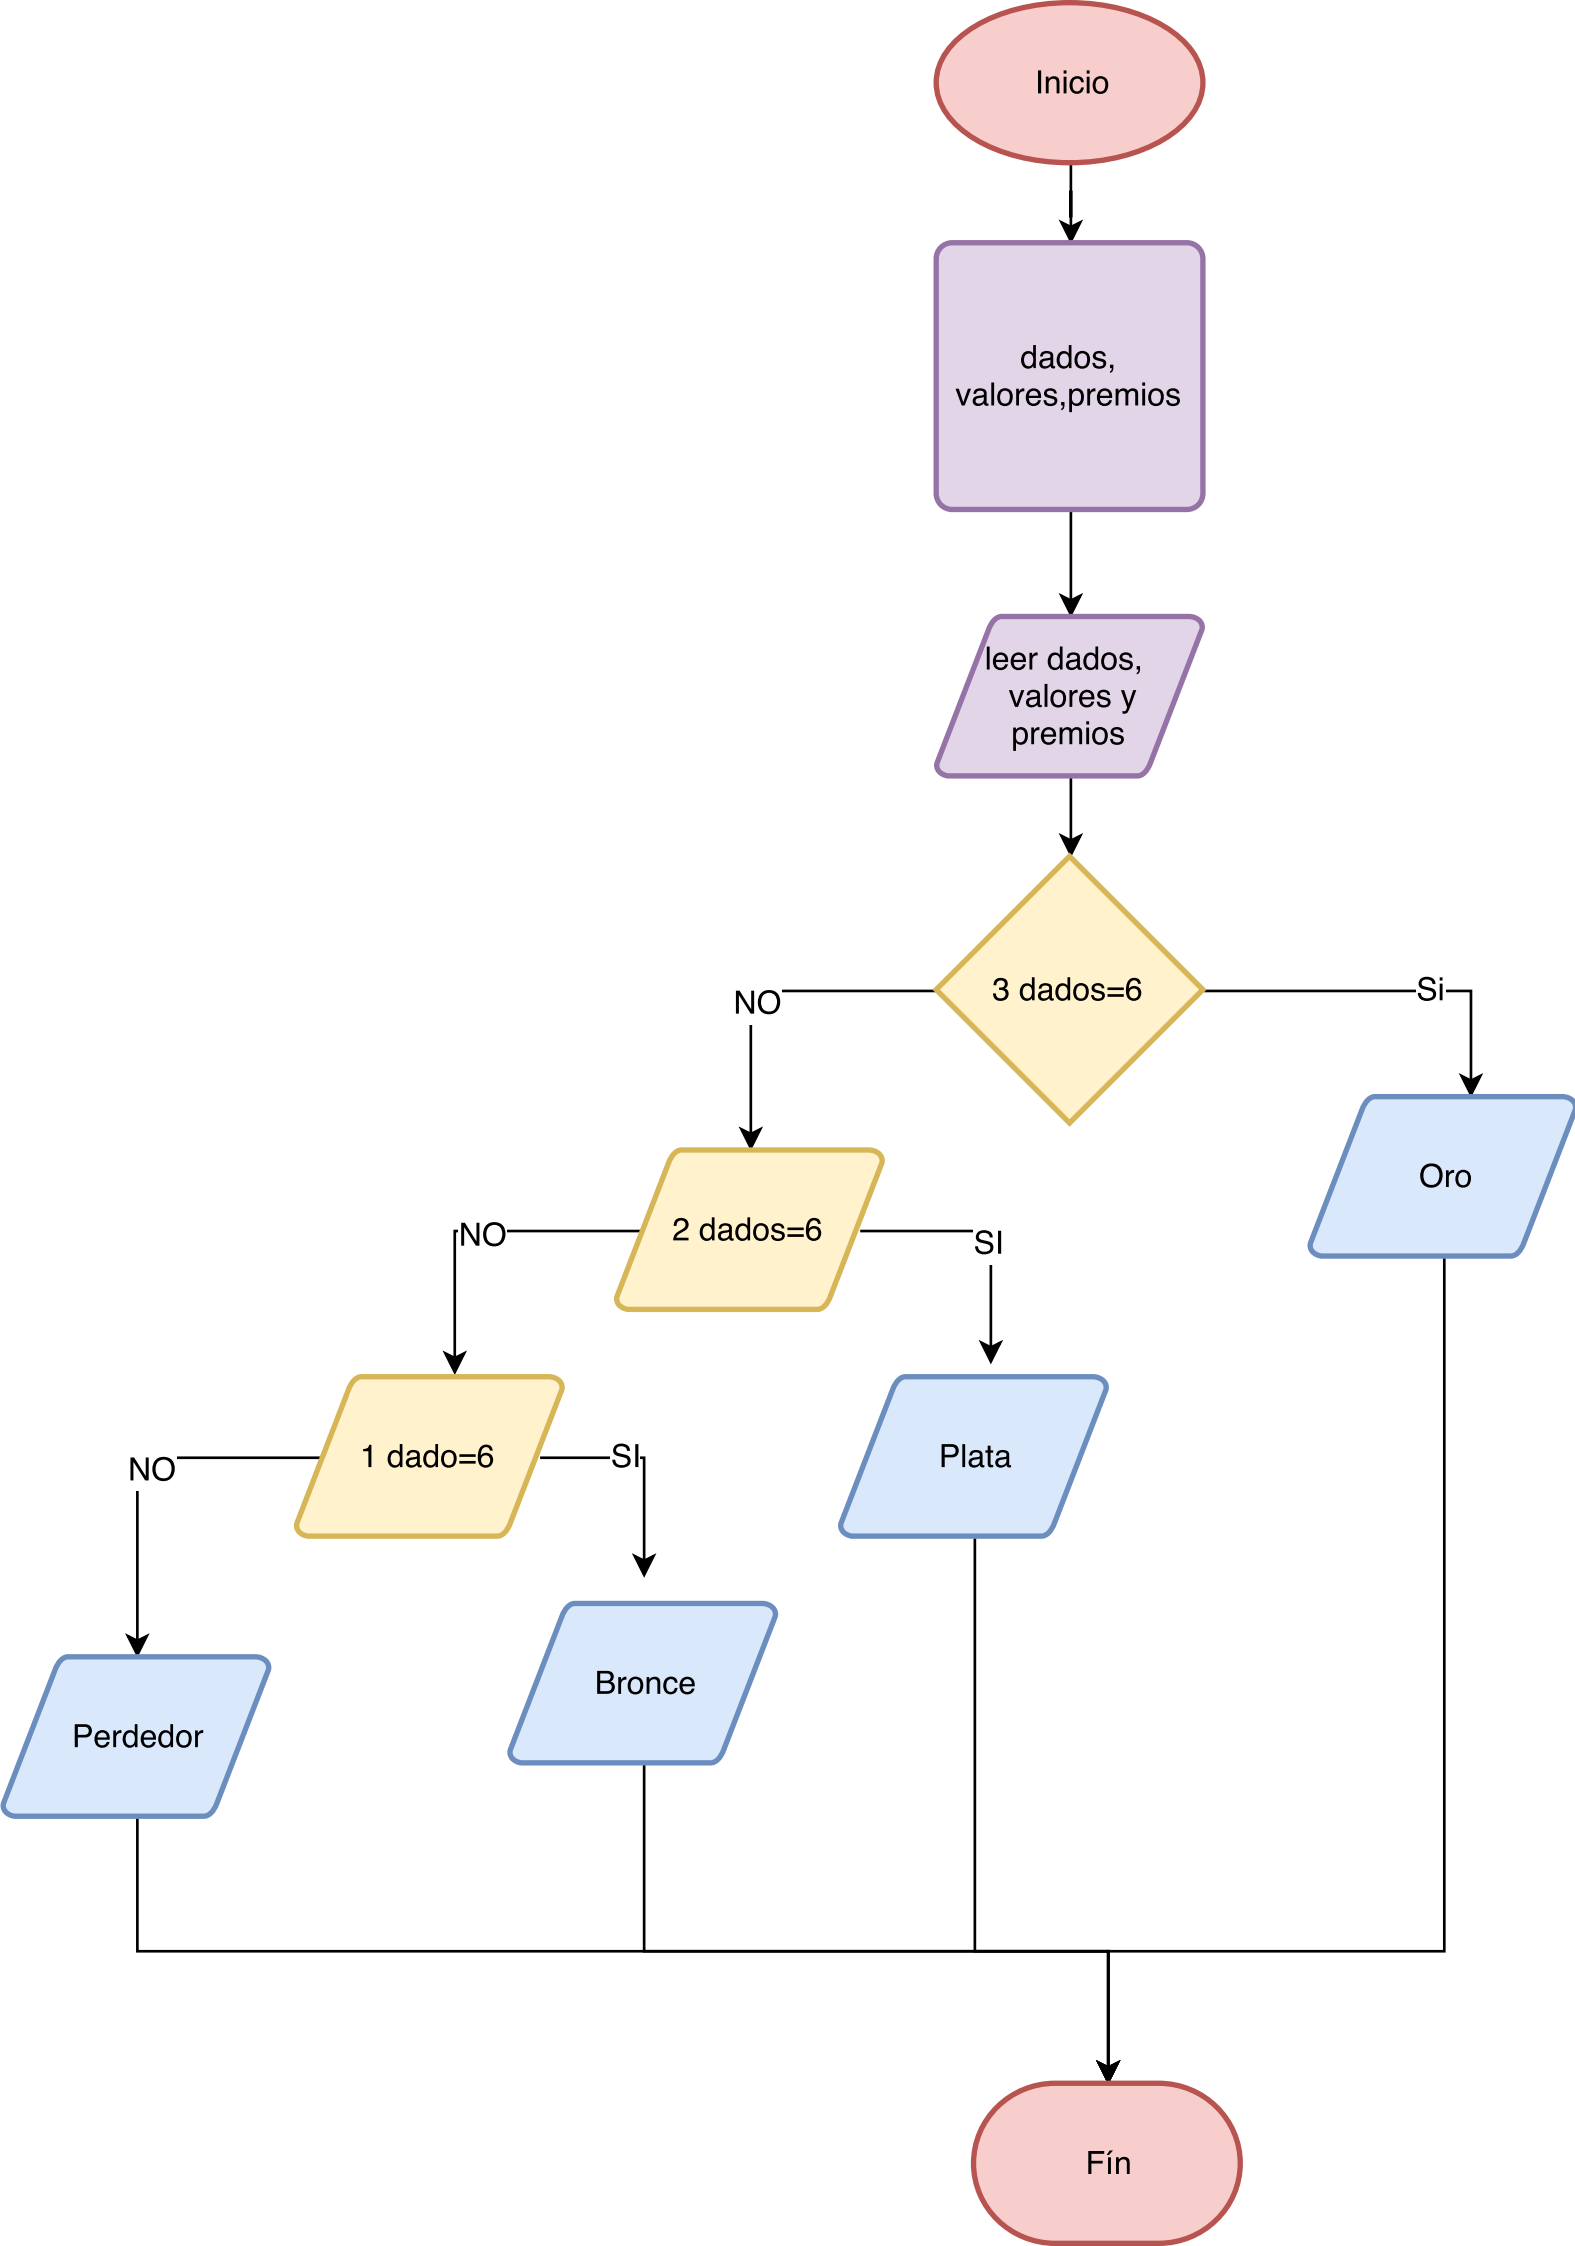 Inicio
dados,
valores,premios
leer dados,
valores y
premios
3 dados=6
NO
Si
Oro
2 dados=6
NO
SI
1 dado=6
Plata
NO
SI
Bronce
Perdedor
Fín